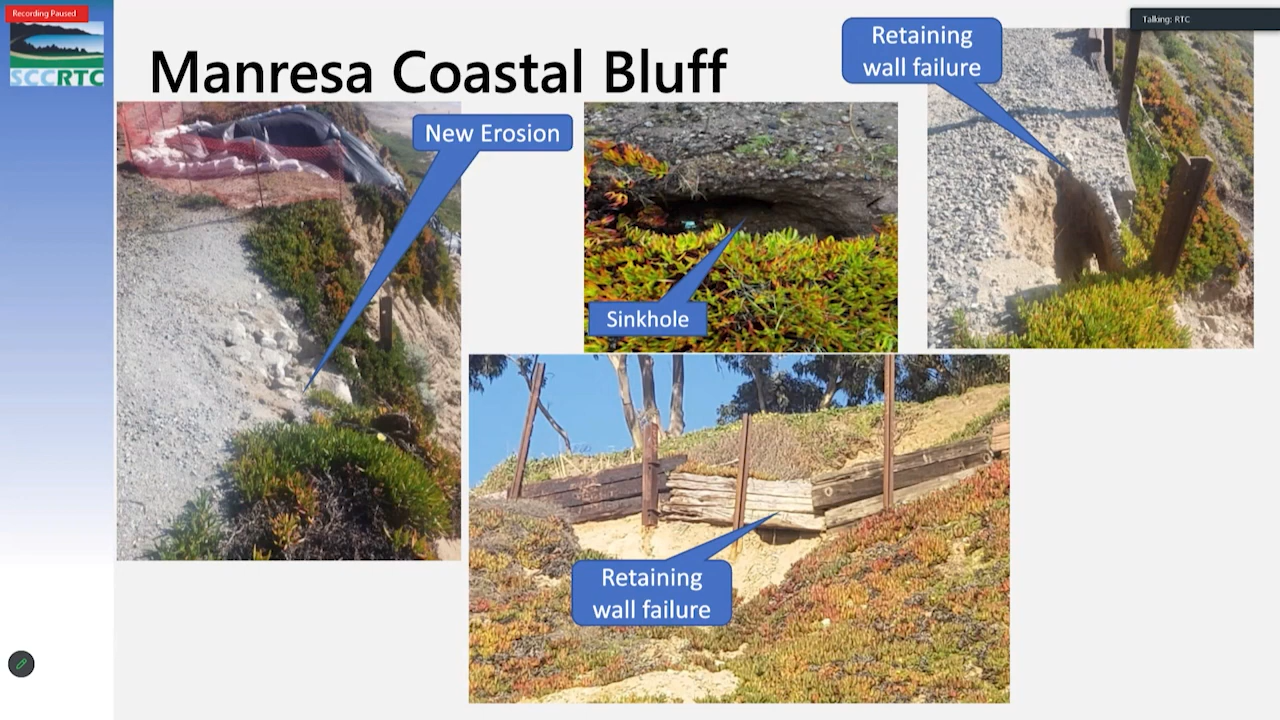 Recording Paused
Talking: RTC
SCCRTC
Manresa Coastal Bluff
New Erosion
Retaining
wall failure
Sinkhole
Retaining
wall failure